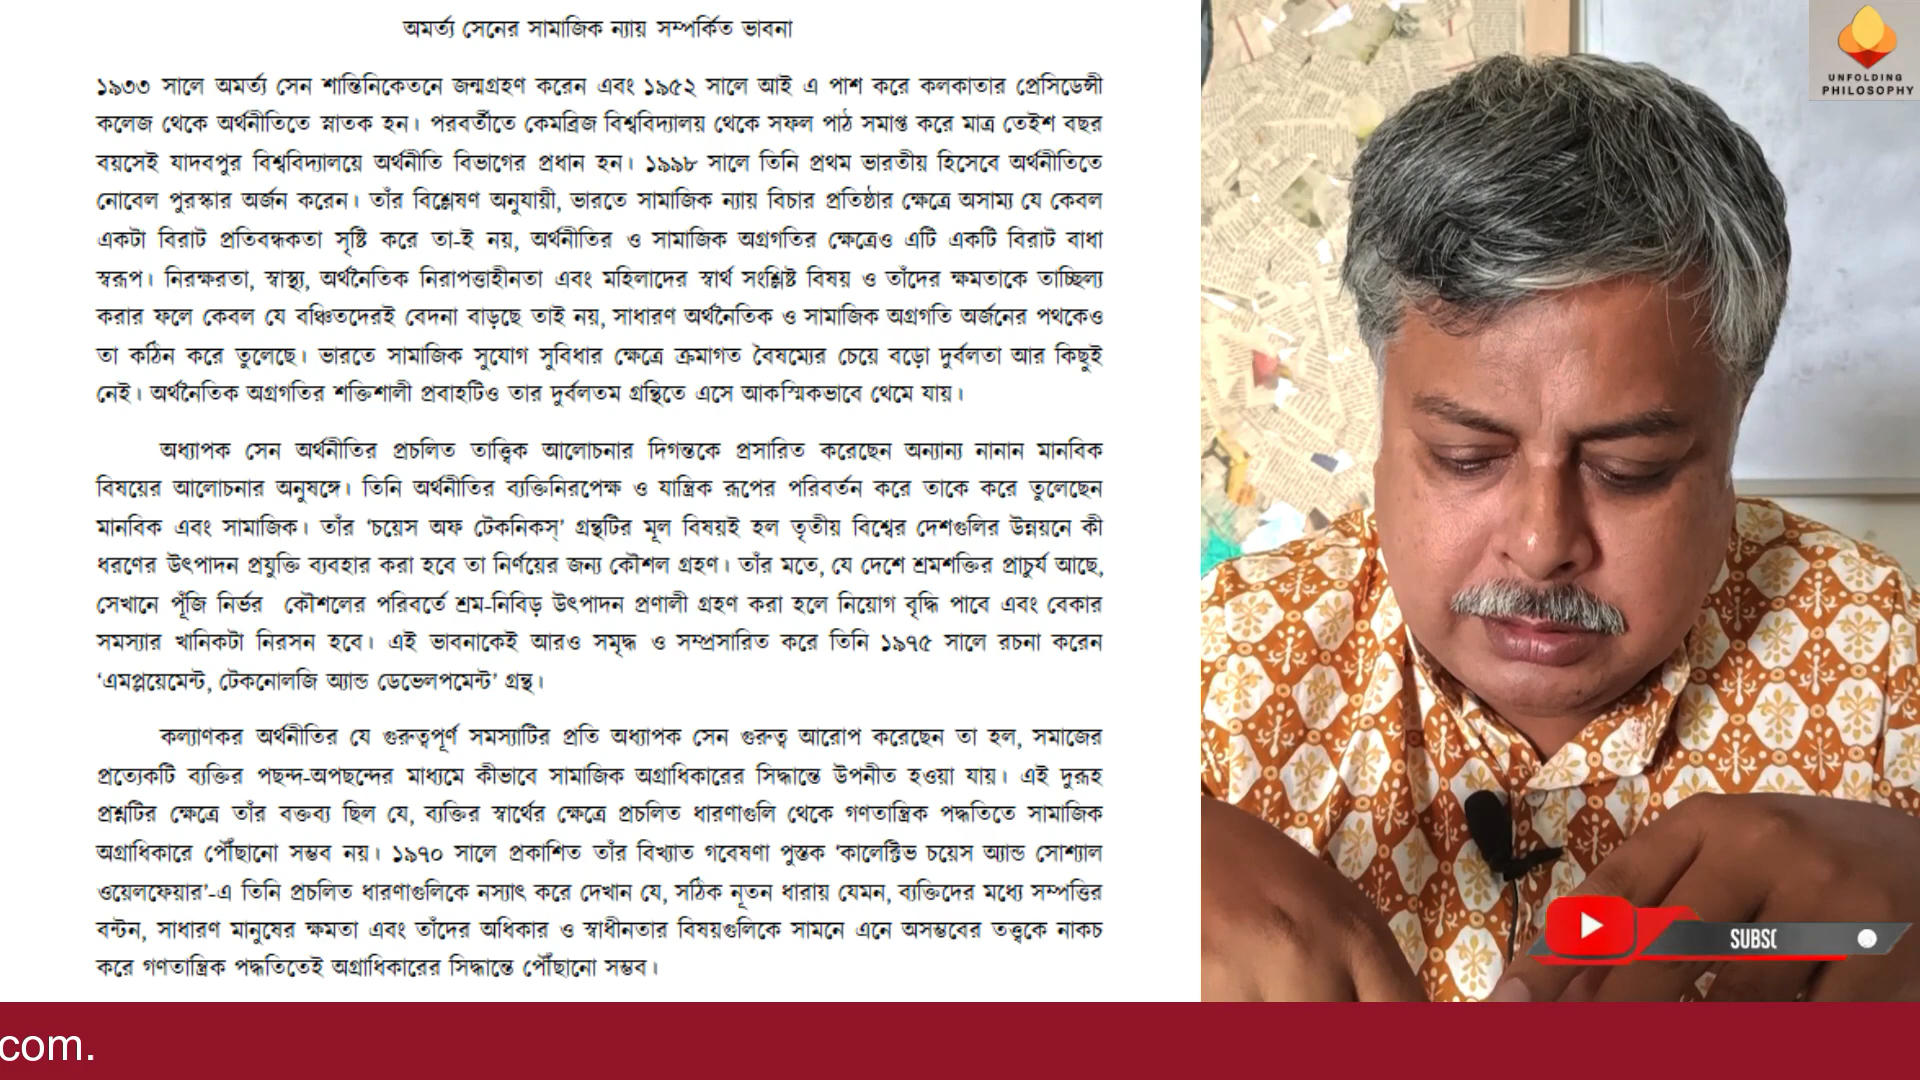 অমর্ত্য সেনের সামাজিক ন্যায় সম্পর্কিত ভাবনা
১৯৩৩ সালে অমর্ত্য সেন শান্তিনিকেতনে জন্মগ্রহণ করেন এবং ১৯৫২ সালে আই এ পাশ করে কলকাতার প্রেসিডেন্সী
কলেজ থেকে অর্থনীতিতে স্নাতক হন। পরবর্তীতে কেমব্রিজ বিশ্ববিদ্যালয় থেকে সফল পাঠ সমাপ্ত করে মাত্র তেইশ বছর
বয়সেই যাদবপুর বিশ্ববিদ্যালয়ে অর্থনীতি বিভাগের প্রধান হন। ১৯৯৮ সালে তিনি প্রথম ভারতীয় হিসেবে অর্থনীতিতে
নোবেল পুরস্কার অর্জন করেন। তাঁর বিশ্লেষণ অনুযায়ী, ভারতে সামাজিক ন্যায় বিচার প্রতিষ্ঠার ক্ষেত্রে অসাম্য যে কেবল
একটা বিরাট প্রতিবন্ধকতা সৃষ্টি করে তা-ই নয়, অর্থনীতির ও সামাজিক অগ্রগতির ক্ষেত্রেও এটি একটি বিরাট বাধা
স্বরূপ। নিরক্ষরতা, স্বাস্থ্য, অর্থনৈতিক নিরাপত্তাহীনতা এবং মহিলাদের স্বার্থ সংশ্লিষ্ট বিষয় ও তাঁদের ক্ষমতাকে তাচ্ছিল্য
করার ফলে কেবল যে বঞ্চিতদেরই বেদনা বাড়ছে তাই নয়, সাধারণ অর্থনৈতিক ও সামাজিক অগ্রগতি অর্জনের পথকেও
তা কঠিন করে তুলেছে। ভারতে সামাজিক সুযোগ সুবিধার ক্ষেত্রে ক্রমাগত বৈষম্যের চেয়ে বড়ো দুর্বলতা আর কিছুই
নেই। অর্থনৈতিক অগ্রগতির শক্তিশালী প্রবাহটিও তার দুর্বলতম গ্রন্থিতে এসে আকস্মিকভাবে থেমে যায়।
অধ্যাপক সেন অর্থনীতির প্রচলিত তাত্ত্বিক আলোচনার দিগন্তকে প্রসারিত করেছেন অন্যান্য নানান মানবিক
বিষয়ের আলোচনার অনুষঙ্গে। তিনি অর্থনীতির ব্যক্তিনিরপেক্ষ ও যান্ত্রিক রূপের পরিবর্তন করে তাকে করে তুলেছেন
মানবিক এবং সামাজিক। তাঁর ‘চয়েস অফ টেকনিকস্’ গ্রন্থটির মূল বিষয়ই হল তৃতীয় বিশ্বের দেশগুলির উন্নয়নে কী
ধরণের উৎপাদন প্রযুক্তি ব্যবহার করা হবে তা নির্ণয়ের জন্য কৌশল গ্রহণ। তাঁর মতে, যে দেশে শ্রমশক্তির প্রাচুর্য আছে,
সেখানে পূঁজি নির্ভর কৌশলের পরিবর্তে শ্রম-নিবিড় উৎপাদন প্রণালী গ্রহণ করা হলে নিয়োগ বৃদ্ধি পাবে এবং বেকার
সমস্যার খানিকটা নিরসন হবে। এই ভাবনাকেই আরও সমৃদ্ধ ও সম্প্রসারিত করে তিনি ১৯৭৫ সালে রচনা করেন
‘এমপ্লয়েমেন্ট, টেকনোলজি অ্যান্ড ডেভেলপমেন্ট’ গ্রন্থ।
কল্যাণকর অর্থনীতির যে গুরুত্বপূর্ণ সমস্যাটির প্রতি অধ্যাপক সেন গুরুত্ব আরোপ করেছেন তা হল, সমাজের
প্রত্যেকটি ব্যক্তির পছন্দ-অপছন্দের মাধ্যমে কীভাবে সামাজিক অগ্রাধিকারের সিদ্ধান্তে উপনীত হওয়া যায়। এই দুরূহ
প্রশ্নটির ক্ষেত্রে তাঁর বক্তব্য ছিল যে, ব্যক্তির স্বার্থের ক্ষেত্রে প্রচলিত ধারণাগুলি থেকে গণতান্ত্রিক পদ্ধতিতে সামাজিক
অগ্রাধিকারে পৌঁছানো সম্ভব নয়। ১৯৭০ সালে প্রকাশিত তাঁর বিখ্যাত গবেষণা পুস্তক ‘কালেক্টিভ চয়েস অ্যান্ড সোশ্যাল
ওয়েলফেয়ার’-এ তিনি প্রচলিত ধারণাগুলিকে নস্যাৎ করে দেখান যে, সঠিক নূতন ধারায় যেমন, ব্যক্তিদের মধ্যে সম্পত্তির
বন্টন, সাধারণ মানুষের ক্ষমতা এবং তাঁদের অধিকার ও স্বাধীনতার বিষয়গুলিকে সামনে এনে অসম্ভবের তত্ত্বকে নাকচ
করে গণতান্ত্রিক পদ্ধতিতেই অগ্রাধিকারের সিদ্ধান্তে পৌঁছানো সম্ভব।
UNFOLDING
PHILOSOPHY
SUBSC
com.